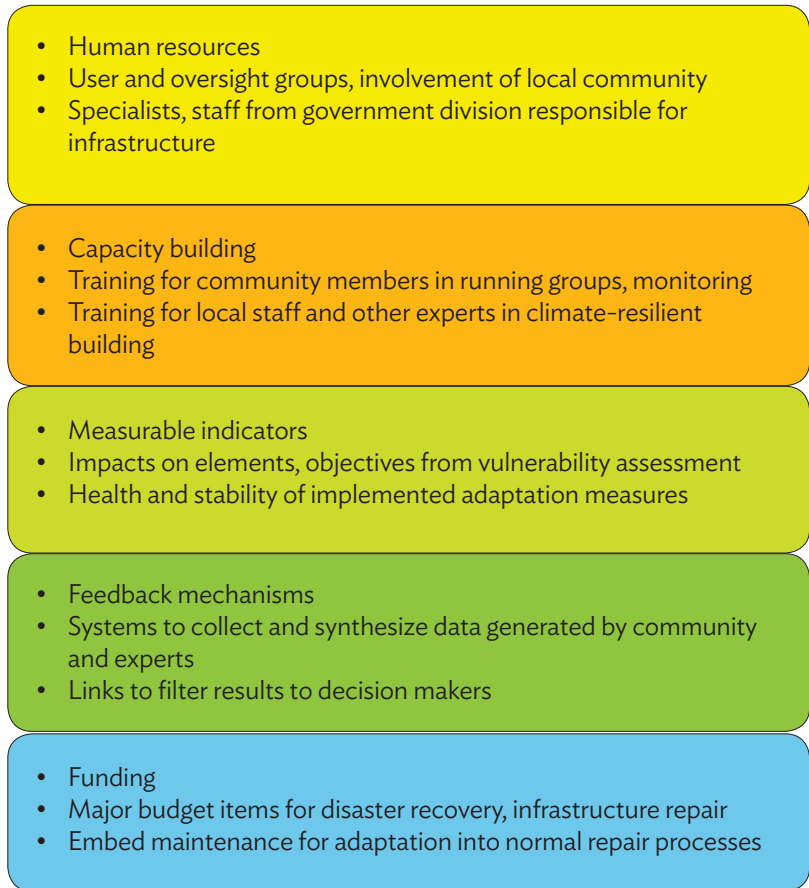 • Human resources
• User and oversight groups, involvement of local community
• Specialists, staff from government division responsible for
infrastructure
• Capacity building
• Training for community members in running groups, monitoring
• Training for local staff and other experts in climate-resilient
building
• Measurable indicators
• Impacts on elements, objectives from vulnerability assessment
• Health and stability of implemented adaptation measures
• Feedback mechanisms
• Systems to collect and synthesize data generated by community
and experts
• Links to filter results to decision makers
• Funding
• Major budget items for disaster recovery, infrastructure repair
• Embed maintenance for adaptation into normal repair processes